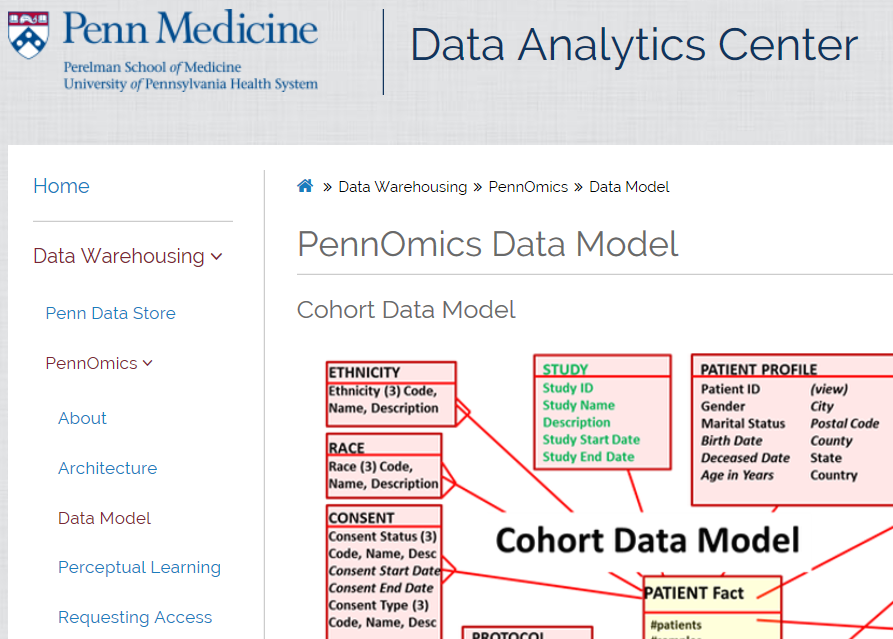 Penn Medicine
Perelman School of Medicine
University of Pennsylvania Health System
Data Analytics Center
Home
Data Warehousing
Penn Data Store
PennOmics
About
Architecture
Data Model
Perceptual Learning
Requesting Access
» Data Warehousing » PennOmics » Data Model
PennOmics Data Model
Cohort Data Model
ETHNICITY
Ethnicity (3) Code,
Name, Description
RACE
Race (3) Code,
Name, Description
CONSENT
Consent Status (3)
Code, Name, Desc
Consent Start Date
Consent End Date
Consent Type (3)
Code, Name, Desc
STUDY
Study ID
Study Name
Description
Study Start Date
Study End Date
PATIENT PROFILE
Patient ID (view)
Gender City
Marital Status Postal Code
Birth Date County
Deceased Date State
Age in Years Country
Cohort Data Model
PATIENT Fact
#patients
PROTOCOL